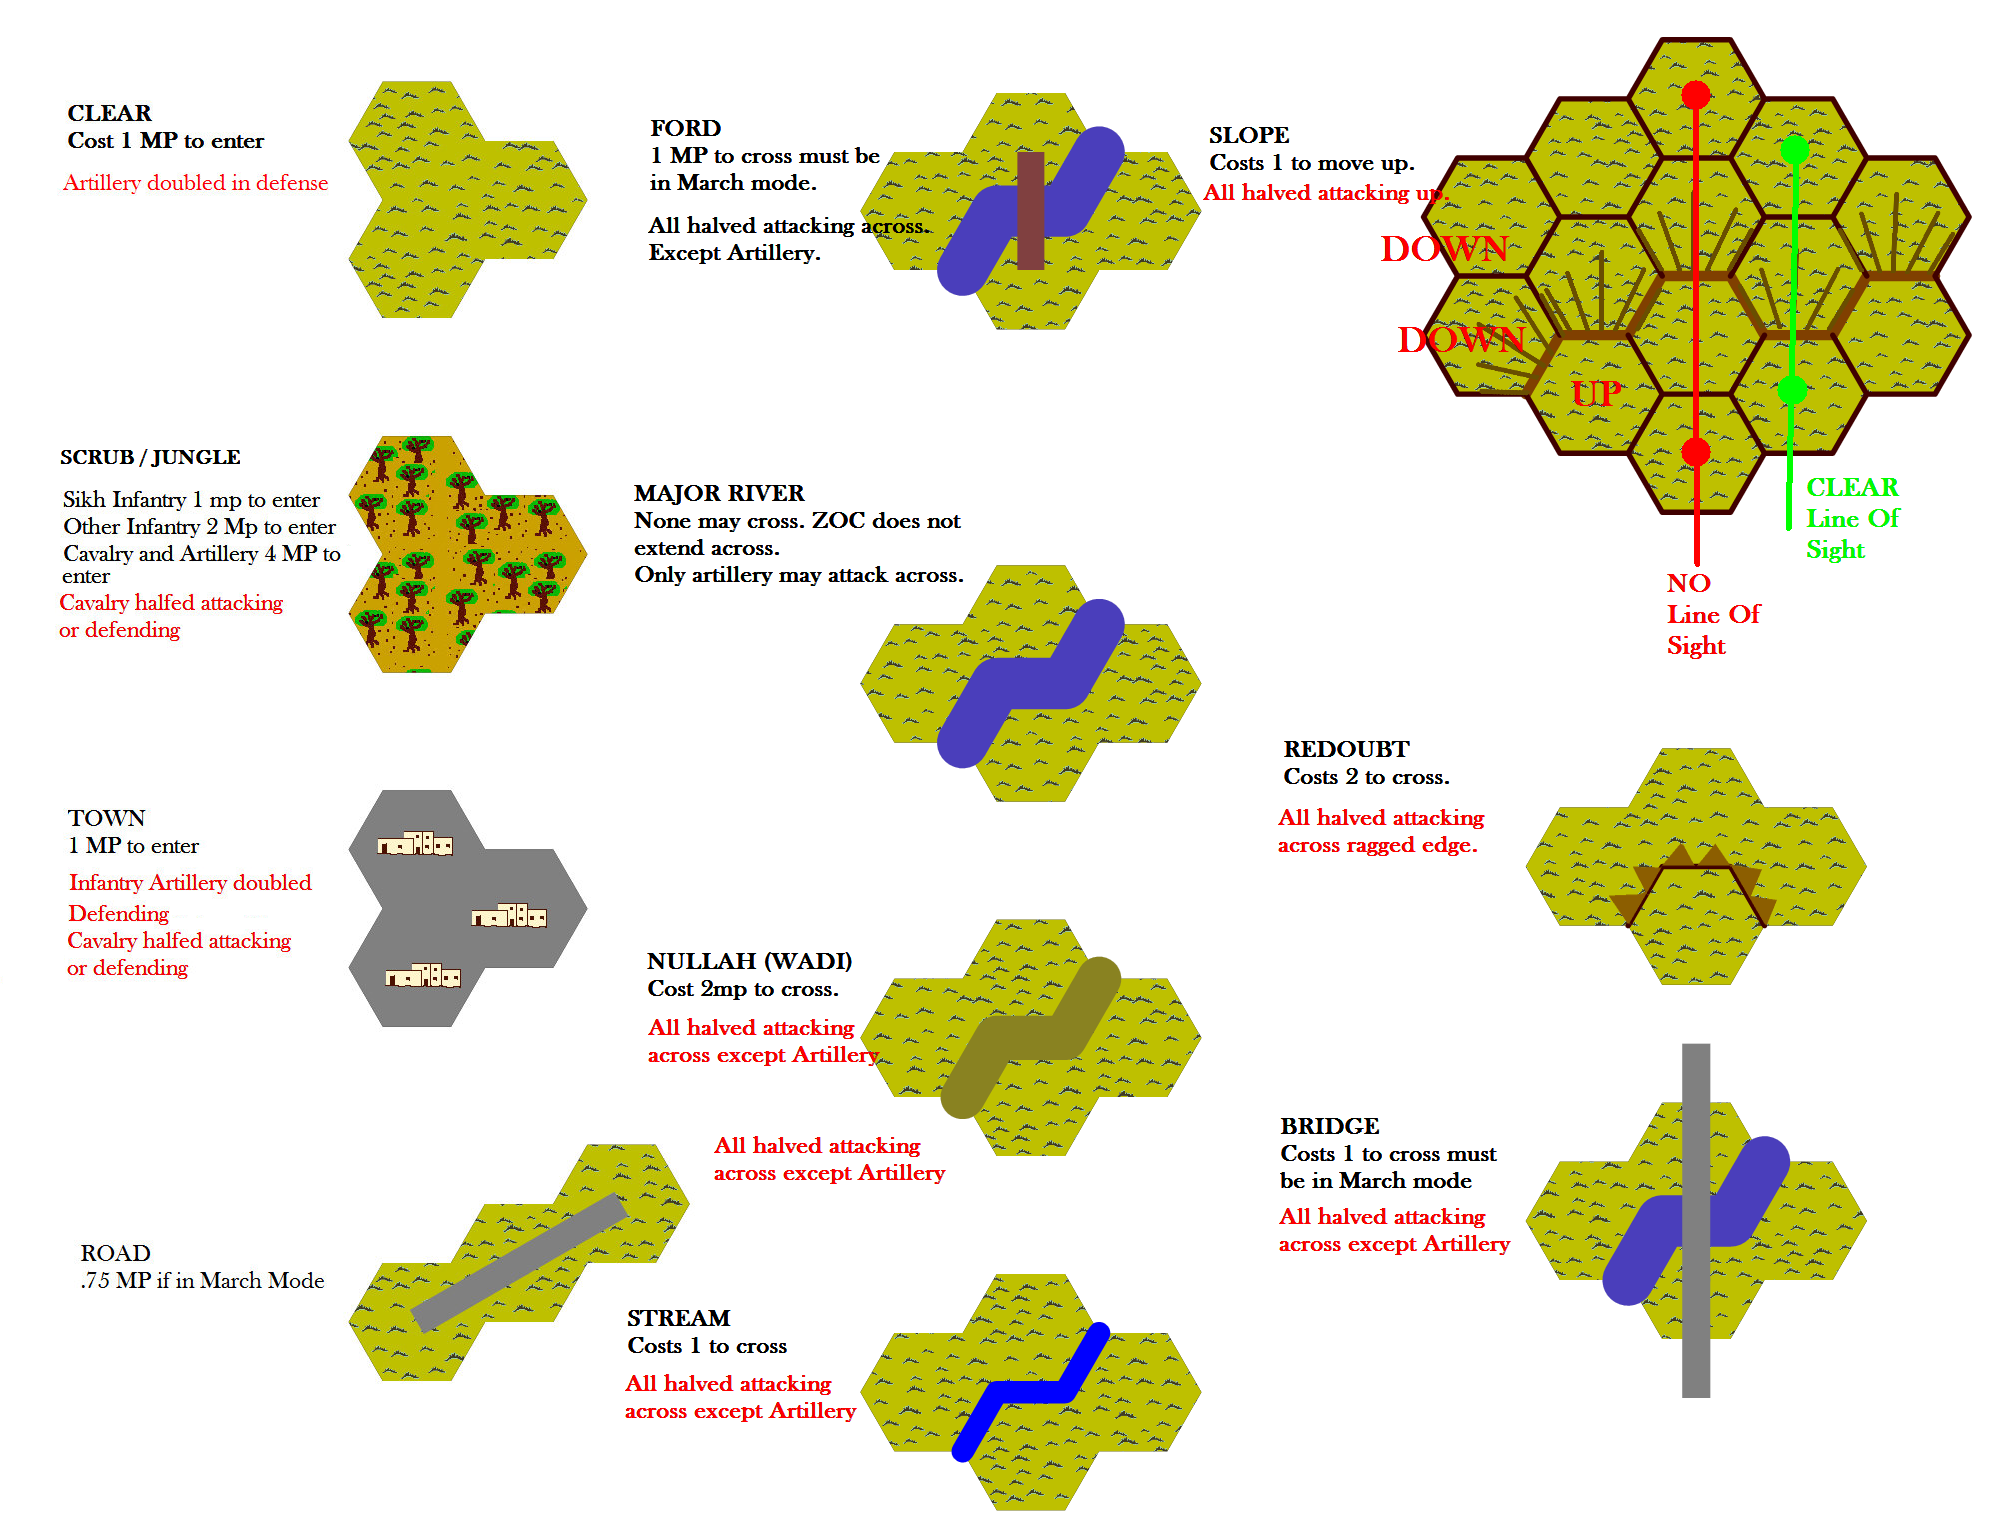 CLEAR
Cost 1 MP to enter
Artillery doubled in defense
SCRUB / JUNGLE
Sikh Infantry 1 mp to enter
Other Infantry 2 Mp to enter
Cavalry and Artillery 4 MP to
enter
Cavalry halfed attacking
or defending
TOWN
1 MP to enter
Infantry Artillery doubled
Defending
Cavalry halfed attacking
or defending
ROAD
.75 MP if in March Mode
FORD
1 MP to cross must be
in March mode.
All halved attacking across.
Except Artillery.
MAJOR RIVER
None may cross. ZOC does not
extend across.
Only artillery may attack across.
NULLAH (WADI)
Cost 2mp to cross.
All halved attacking
across except Artillery
All halved attacking
across except Artillery
STREAM
Costs 1 to cross
All halved attacking
across except Artillery
SLOPE
Costs 1 to move up.
All halved attacking up.
DOWN
DOWN
UP
CLEAR
Line Of
Sight
NO
Line Of
Sight
REDOUBT
Costs 2 to cross.
All halved attacking
across ragged edge.
BRIDGE
Costs 1 to cross must
be in March mode
All halved attacking
across except Artillery